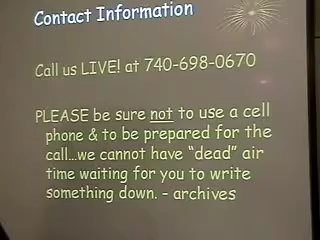 Contact Information
Call us LIVE! at 740-698-0670
PLEASE be sure not to use a cell
phone & to be prepared for the
call...we cannot have “dead” air
time waiting for you to write
something down. - archives